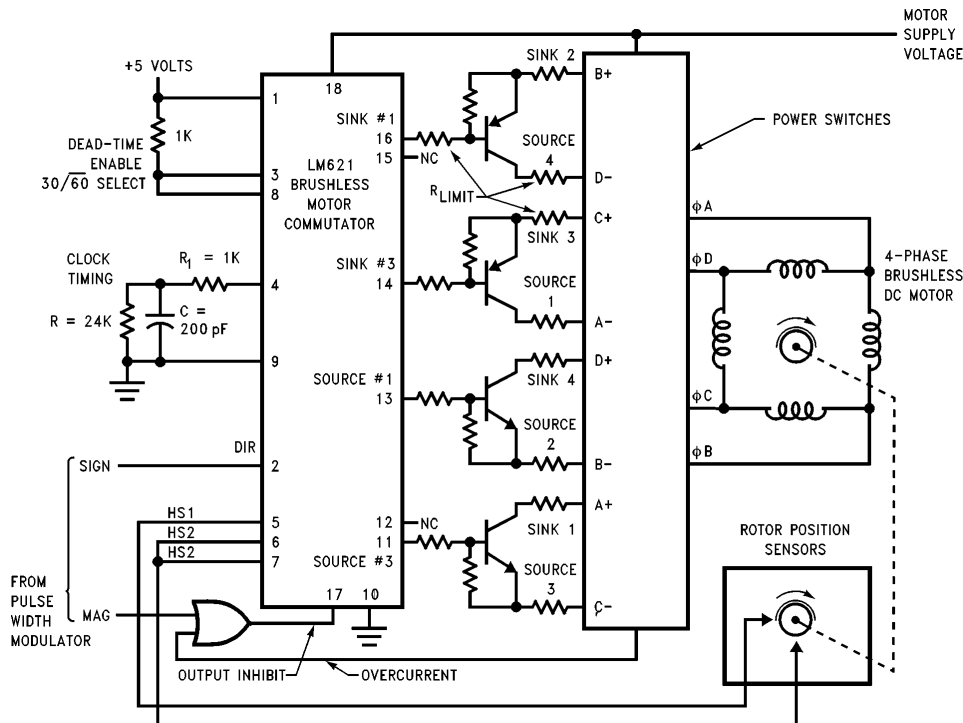 MOTOR
SUPPLY
VOLTAGE
+5 VOLTS
1K
DEAD-TIME
ENABLE
30/60 SELECT
1
3
8
18
SINK #1
16
15
NC
LM621
BRUSHLESS
MOTOR
COMMUTATOR
SINK 2
B+
SOURCE
4
D-
RLIMIT
C+
SINK 3
POWER SWITCHES
CLOCK
TIMING
R1 = 1K
R = 24K
C =
200 pF
4
9
SINK #3
14
SOURCE
1
A-
D+
SINK 4
SOURCE #1
13
SOURCE
2
B-
ϕA
ϕD
ϕC
ϕB
4-PHASE
BRUSHLESS
DC MOTOR
DIR
SIGN
2
HS1
5
HS2
6
HS2
7
12
NC
11
SOURCE #3
A+
SINK 1
SOURCE
3
C-
17
10
FROM
PULSE
WIDTH
MODULATOR
MAG
OUTPUT INHIBIT
OVERCURRENT
ROTOR POSITION
SENSORS